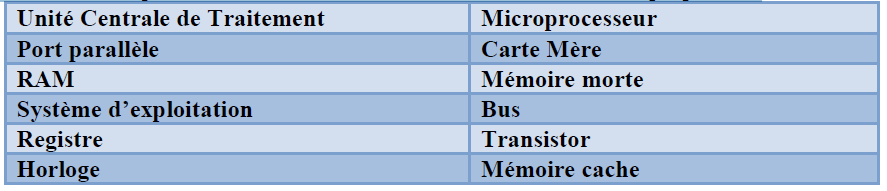 Unité Centrale de Traitement Microprocesseur
Port parallèle Carte Mère
RAM Mémoire morte
Système d’exploitation Bus
Registre Transistor
Horloge Mémoire cache